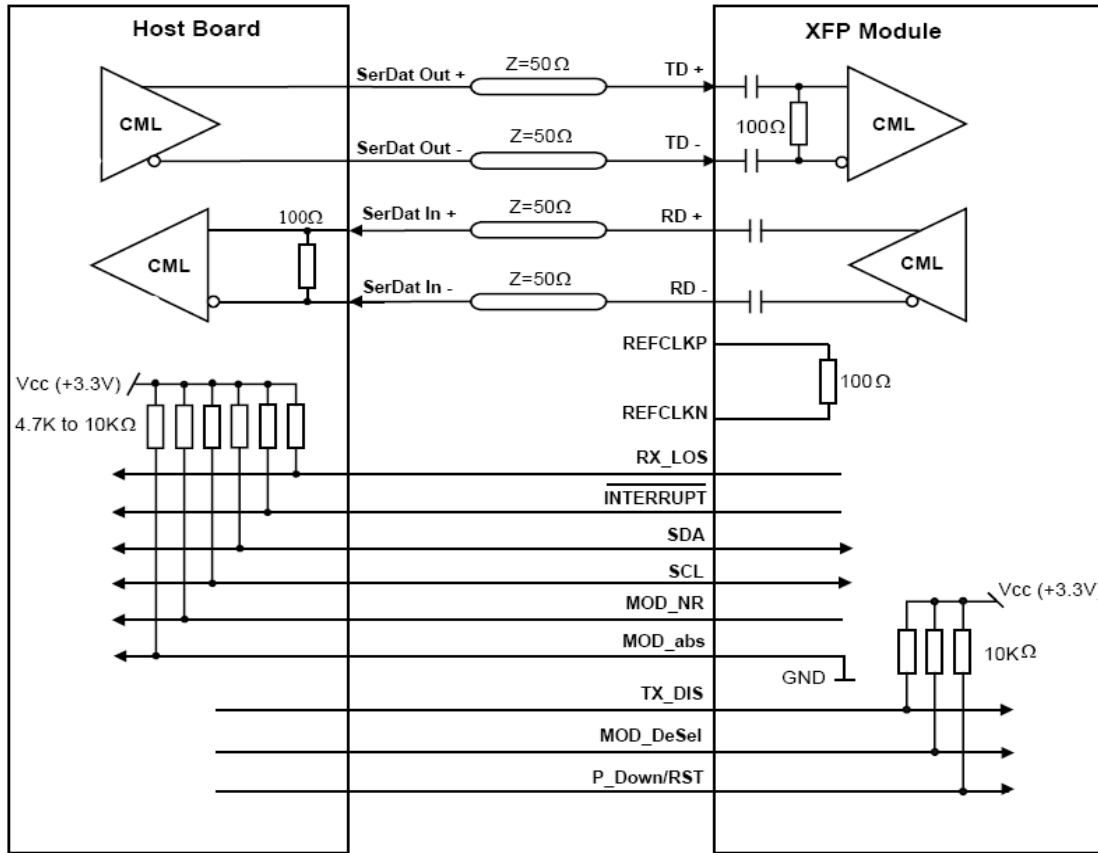 Host Board
XFP Module
SerDat Out +
Z=50Ω
TD +
CML
100Ω
CML
SerDat Out -
Z=50Ω
TD -
100Ω
SerDat In +
Z=50Ω
RD +
CML
CML
SerDat In -
Z=50Ω
RD -
REFCLKP
100Ω
REFCLKN
Vcc (+3.3V)
4.7K to 10KΩ
RX_LOS
INTERRUPT
SDA
SCL
MOD_NR
Vcc (+3.3V)
MOD_abs
10KΩ
GND
TX_DIS
MOD_DeSel
P_Down/RST